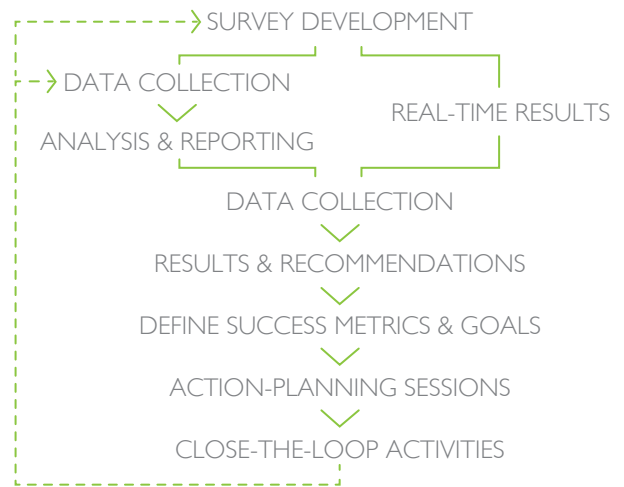 SURVEY DEVELOPMENT
DATA COLLECTION
REAL-TIME RESULTS
ANALYSIS & REPORTING
DATA COLLECTION
RESULTS & RECOMMENDATIONS
DEFINE SUCCESS METRICS & GOALS
ACTION-PLANNING SESSIONS
CLOSE-THE-LOOP ACTIVITIES